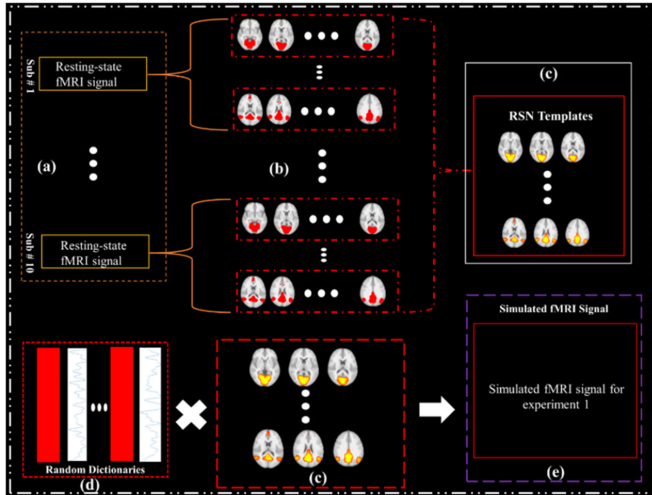 Sub # 1
Resting-state
fMRI signal
(a)
Sub # 10
Resting-state
fMRI signal
(b)
(c)
RSN Templates
Random Dictionaries
(d)
(c)
Simulated fMRI Signal
Simulated fMRI signal for
experiment 1
(e)